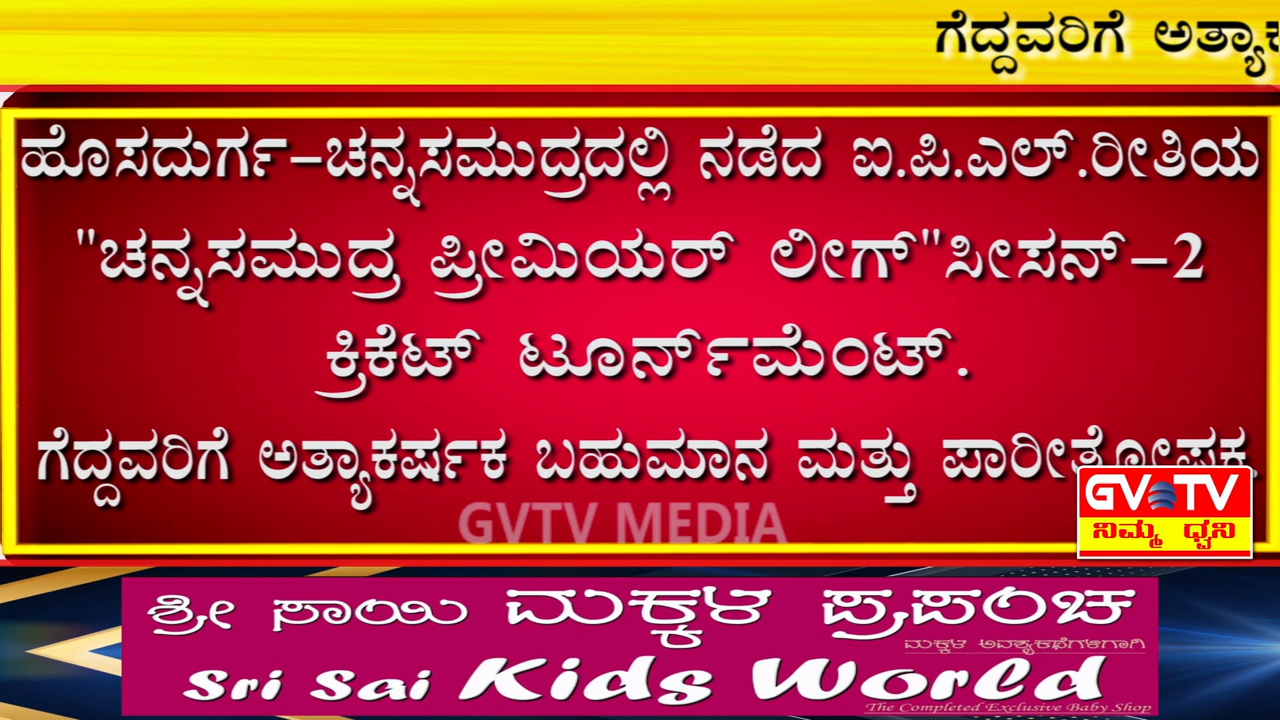 ಗೆದ್ದವರಿಗೆ
ಹೊಸದುರ್ಗ-ಚನ್ನಸಮುದ್ರದಲ್ಲಿ ನಡೆದ ಐ.ಪಿ.ಎಲ್.ರೀತಿಯ
"ಚನ್ನಸಮುದ್ರ ಪ್ರೀಮಿಯರ್ ಲೀಗ್"ಸೀಸನ್-2
ಕ್ರಿಕೆಟ್ ಟೂರ್ನ್‌ಮೆಂಟ್.
ಗೆದ್ದವರಿಗೆ ಅತ್ಯಾಕರ್ಷಕ ಬಹುಮಾನ ಮತ್ತು ಪಾರೀತೋಷಕ
GVTV MEDIA
GVTV
ನಿಮ್ಮ ಧ್ವನಿ
ಶ್ರೀ ಸಾಯಿ ಮಕ್ಕಳ ಪ್ರಪಂಚ
ಮಕ್ಕಳ ಅವಶ್ಯಕಥೆಗಳಿಗಾಗಿ
Sri Sai Kids World
The Completed Exclusive Baby Shop